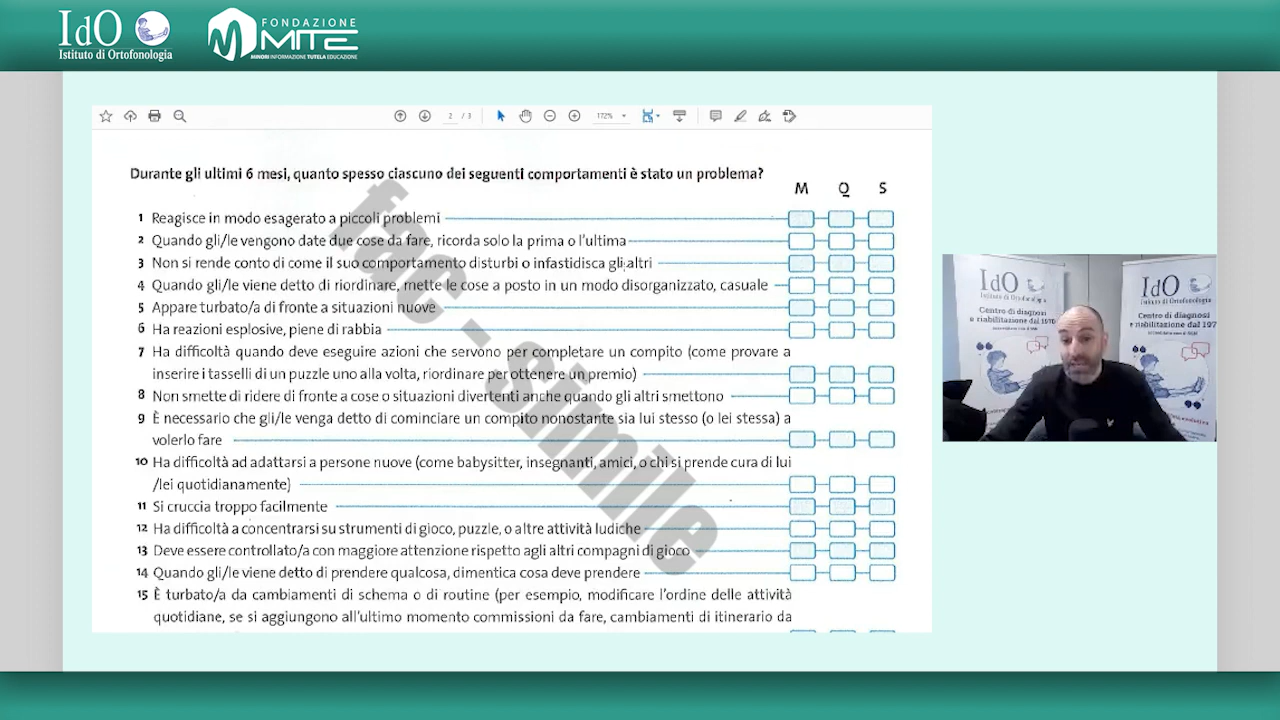 IdO
Istituto di Ortofonologia
FONDAZIONE
MITE
MINORI INFORMAZIONE TUTELA EDUCAZIONE
2 / 3
172%
Durante gli ultimi 6 mesi, quanto spesso ciascuno dei seguenti comportamenti è stato un problema?
M Q S
1 Reagisce in modo esagerato a piccoli problemi
2 Quando gli/le vengono date due cose da fare, ricorda solo la prima o l'ultima
3 Non si rende conto di come il suo comportamento disturbi o infastidisca gli altri
4 Quando gli/le viene detto di riordinare, mette le cose a posto in un modo disorganizzato, casuale
5 Appare turbato/a di fronte a situazioni nuove
6 Ha reazioni esplosive, piene di rabbia
7 Ha difficoltà quando deve eseguire azioni che servono per completare un compito (come provare a
inserire i tasselli di un puzzle uno alla volta, riordinare per ottenere un premio)
8 Non smette di ridere di fronte a cose o situazioni divertenti anche quando gli altri smettono
9 È necessario che gli/le venga detto di cominciare un compito nonostante sia lui stesso (o lei stessa) a
volerlo fare
10 Ha difficoltà ad adattarsi a persone nuove (come babysitter, insegnanti, amici, o chi si prende cura di lui
/lei quotidianamente)
11 Si cruccia troppo facilmente
12 Ha difficoltà a concentrarsi su strumenti di gioco, puzzle, o altre attività ludiche
13 Deve essere controllato/a con maggiore attenzione rispetto agli altri compagni di gioco
14 Quando gli/le viene detto di prendere qualcosa, dimentica cosa deve prendere
15 È turbato/a da cambiamenti di schema o di routine (per esempio, modificare l'ordine delle attività
quotidiane, se si aggiungono all'ultimo momento commissioni da fare, cambiamenti di itinerario da
fac-simile
IdO
Istituto di Ortofonologia
Centro di diagnosi
e riabilitazione dal 1970
IdO
Istituto di Ortofonologia
Centro di diagnosi
e riabilitazione dal 197